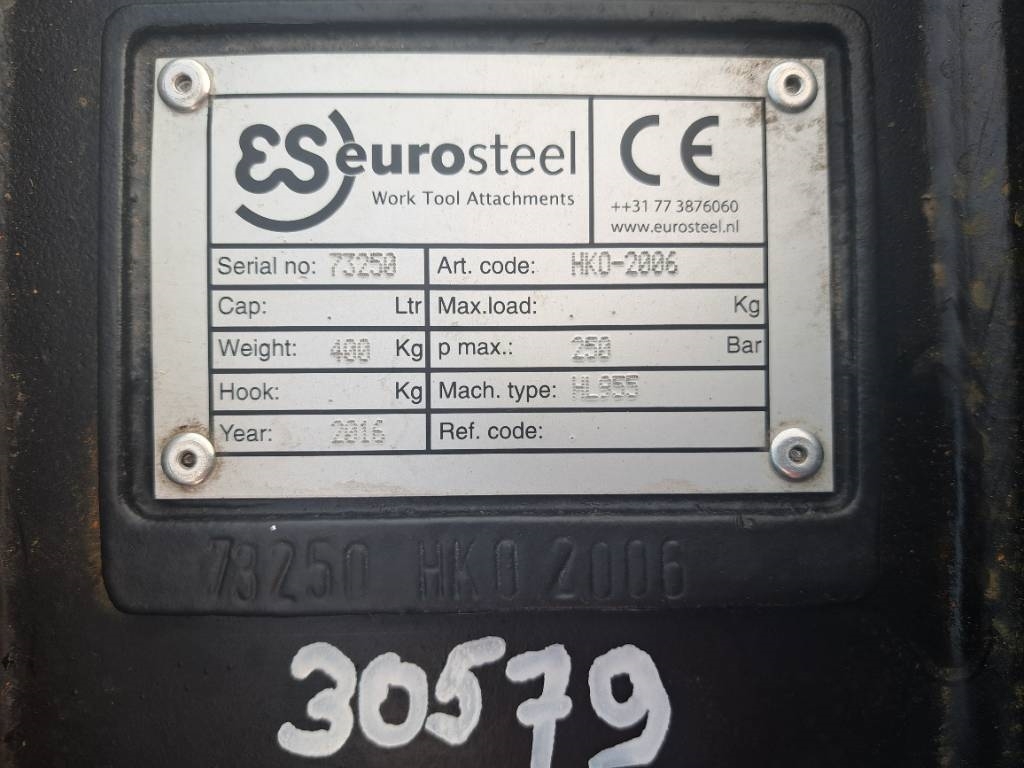 ES eurosteel
Work Tool Attachments
CE
++31 77 3876060
www.eurosteel.nl
Serial no: 73250 Art. code: HKO-2006
Cap: Ltr Max.load: Kg
Weight: 400 Kg p max.: 250 Bar
Hook: Kg Mach. type: HL955
Year: 2016 Ref. code:
73250 HKO 2006
30579